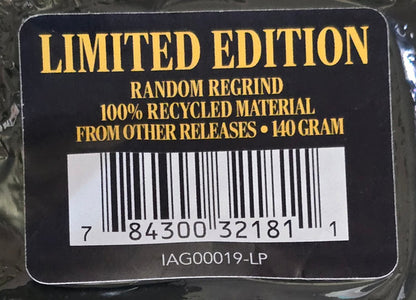 LIMITED EDITION
RANDOM REGRIND
100% RECYCLED MATERIAL
FROM OTHER RELEASES • 140 GRAM
7 84300 32181 1
IAG00019-LP